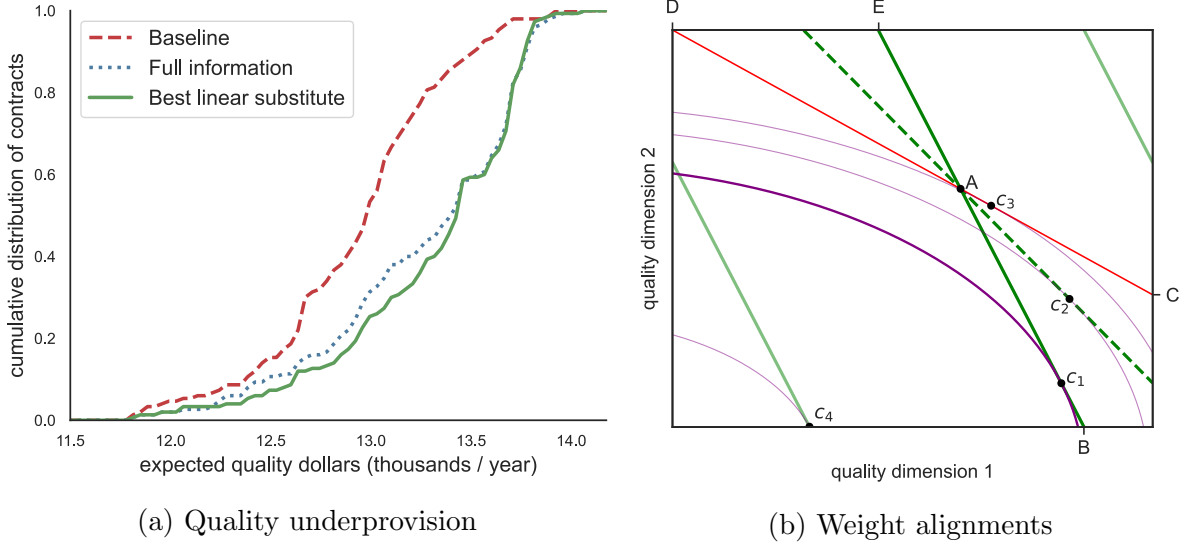 1.0
0.8
0.6
0.4
0.2
0.0
cumulative distribution of contracts
Baseline
Full information
Best linear substitute
11.5 12.0 12.5 13.0 13.5 14.0
expected quality dollars (thousands / year)
(a) Quality underprovision
D E
quality dimension 2
A
c3
C
c2
c1
c4
B
quality dimension 1
(b) Weight alignments